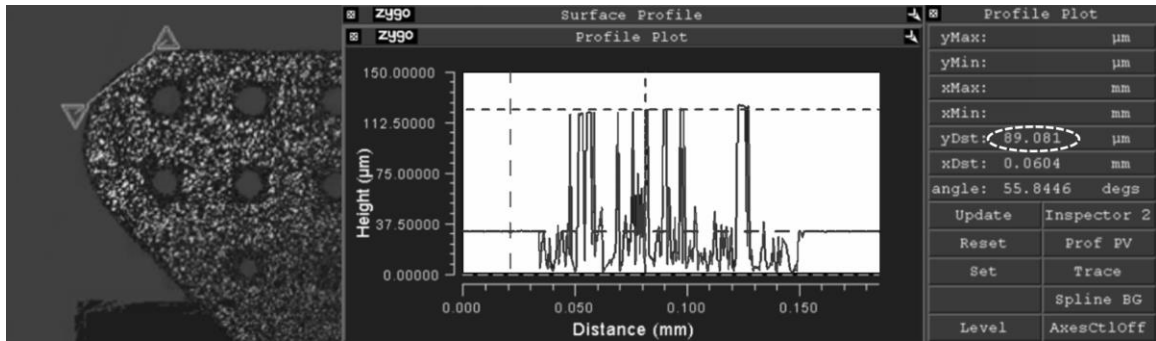 zygo Surface Profile
zygo Profile Plot
150.00000
112.50000
75.00000
37.50000
0.00000
Height (µm)
0.000 0.050 0.100 0.150
Distance (mm)
Profile Plot
yMax: µm
yMin: µm
xMax: mm
xMin: mm
yDst: 89.081 µm
xDst: 0.0604 mm
angle: 55.8446 degs
Update Inspector 2
Reset Prof PV
Set Trace
Spline BG
Level AxesCtlOff